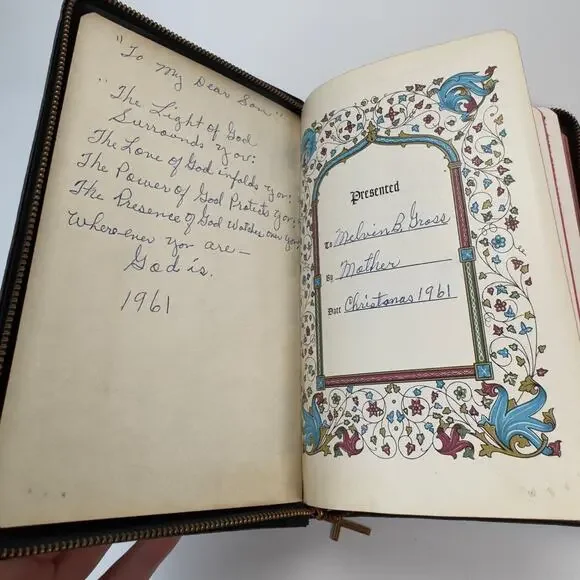 "To My Dear Son"
"The Light of God
Surrounds you;
The Love of God infolds you;
The Power of God Protects you;
The Presence of God Watches over you;
Where-ever you are —
God is.
1961
Presented
To Melvin B. Gross
By Mother
Date Christmas 1961